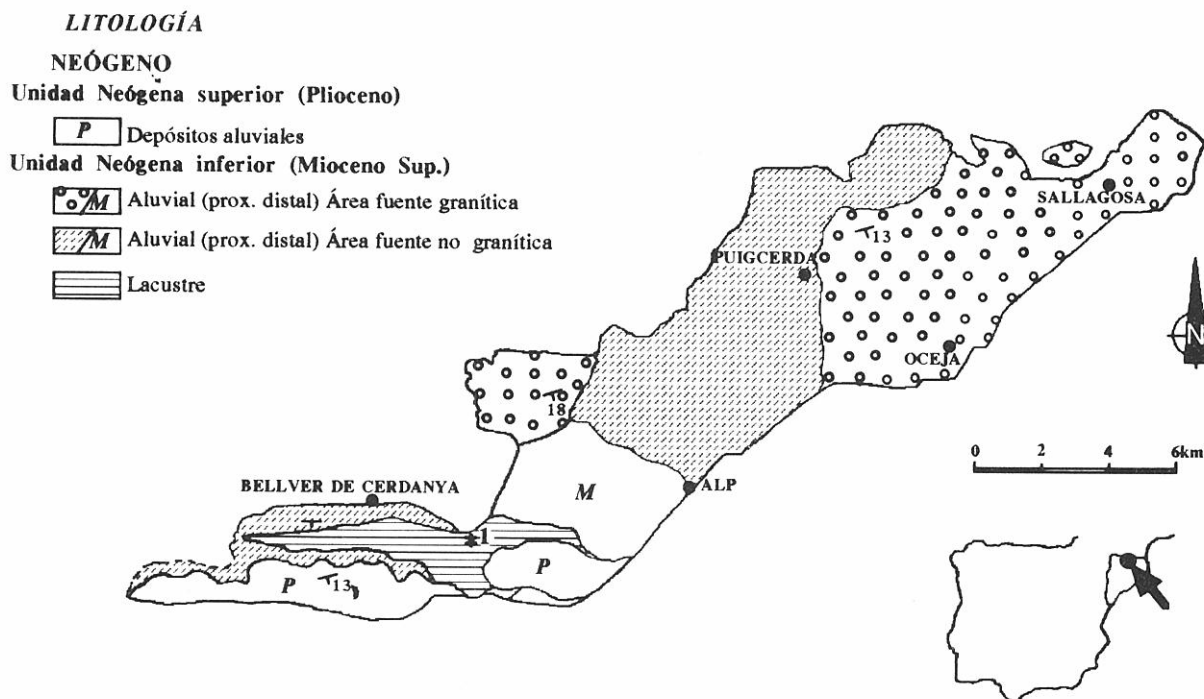 LITOLOGÍA
NEÓGENO
Unidad Neógena superior (Plioceno)
P Depósitos aluviales
Unidad Neógena inferior (Mioceno Sup.)
M Aluvial (prox. distal) Área fuente granítica
M Aluvial (prox. distal) Área fuente no granítica
Lacustre
SALLAGOSA
13
PUIGCERDA
N
OCEJA
18
0 2 4 6km
BELLVER DE CERDANYA
M
ALP
1
P
P
13